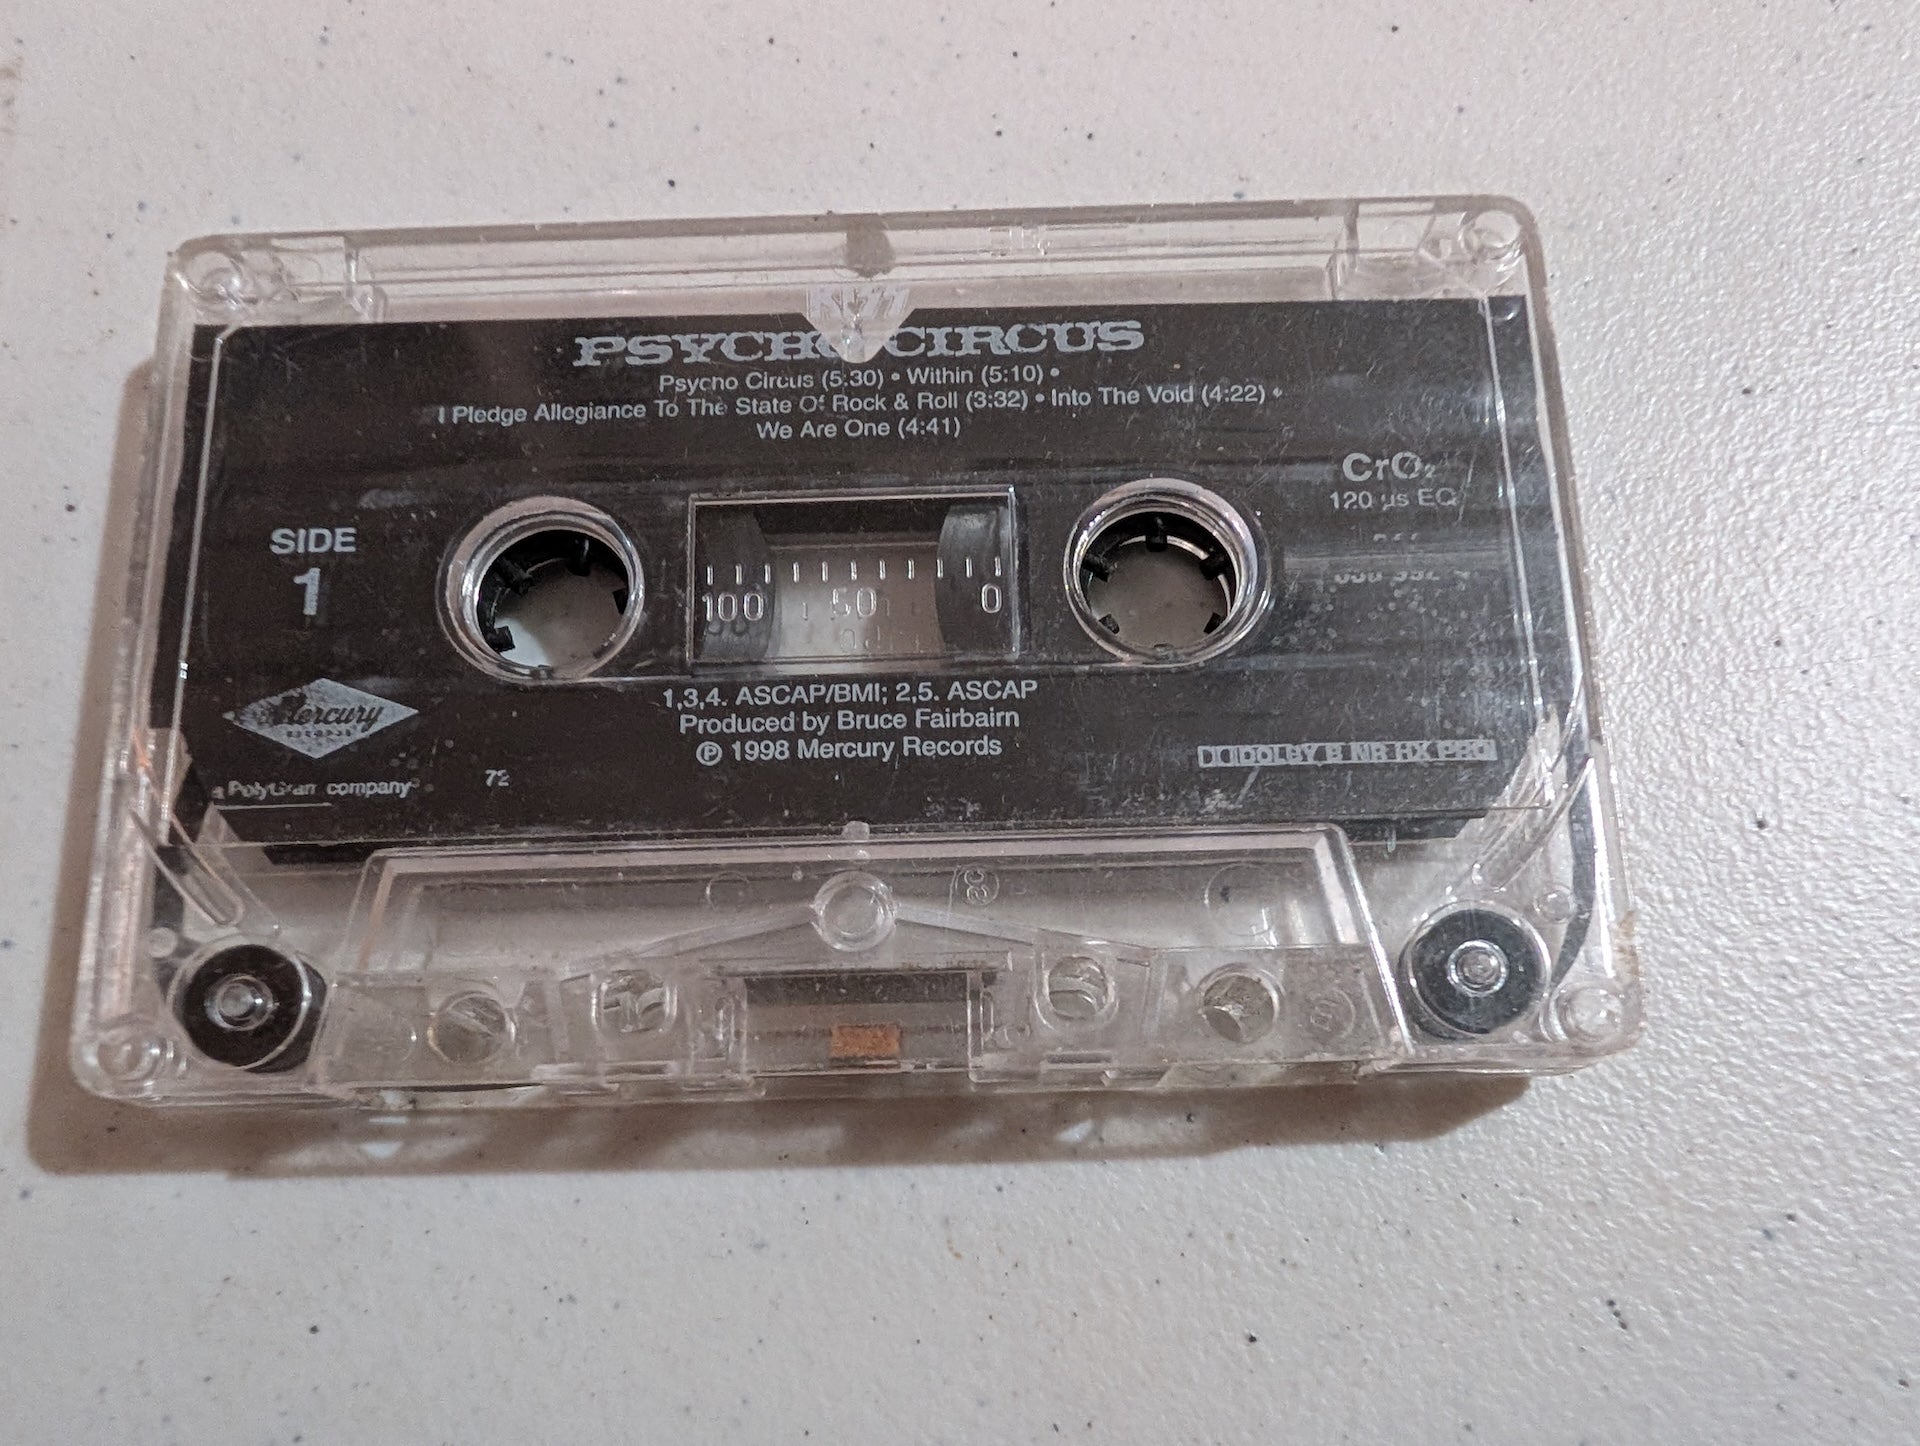 KISS
PSYCHO CIRCUS
Psycho Circus (5:30) • Within (5:10) •
I Pledge Allegiance To The State Of Rock & Roll (3:32) • Into The Void (4:22) •
We Are One (4:41)
CrO₂
120 µs EQ
SIDE
1
100 50 0
1,3,4. ASCAP/BMI; 2,5. ASCAP
Produced by Bruce Fairbairn
℗ 1998 Mercury Records
Mercury
RECORDS
a PolyGram company
72
DOLBY B NR HX PRO